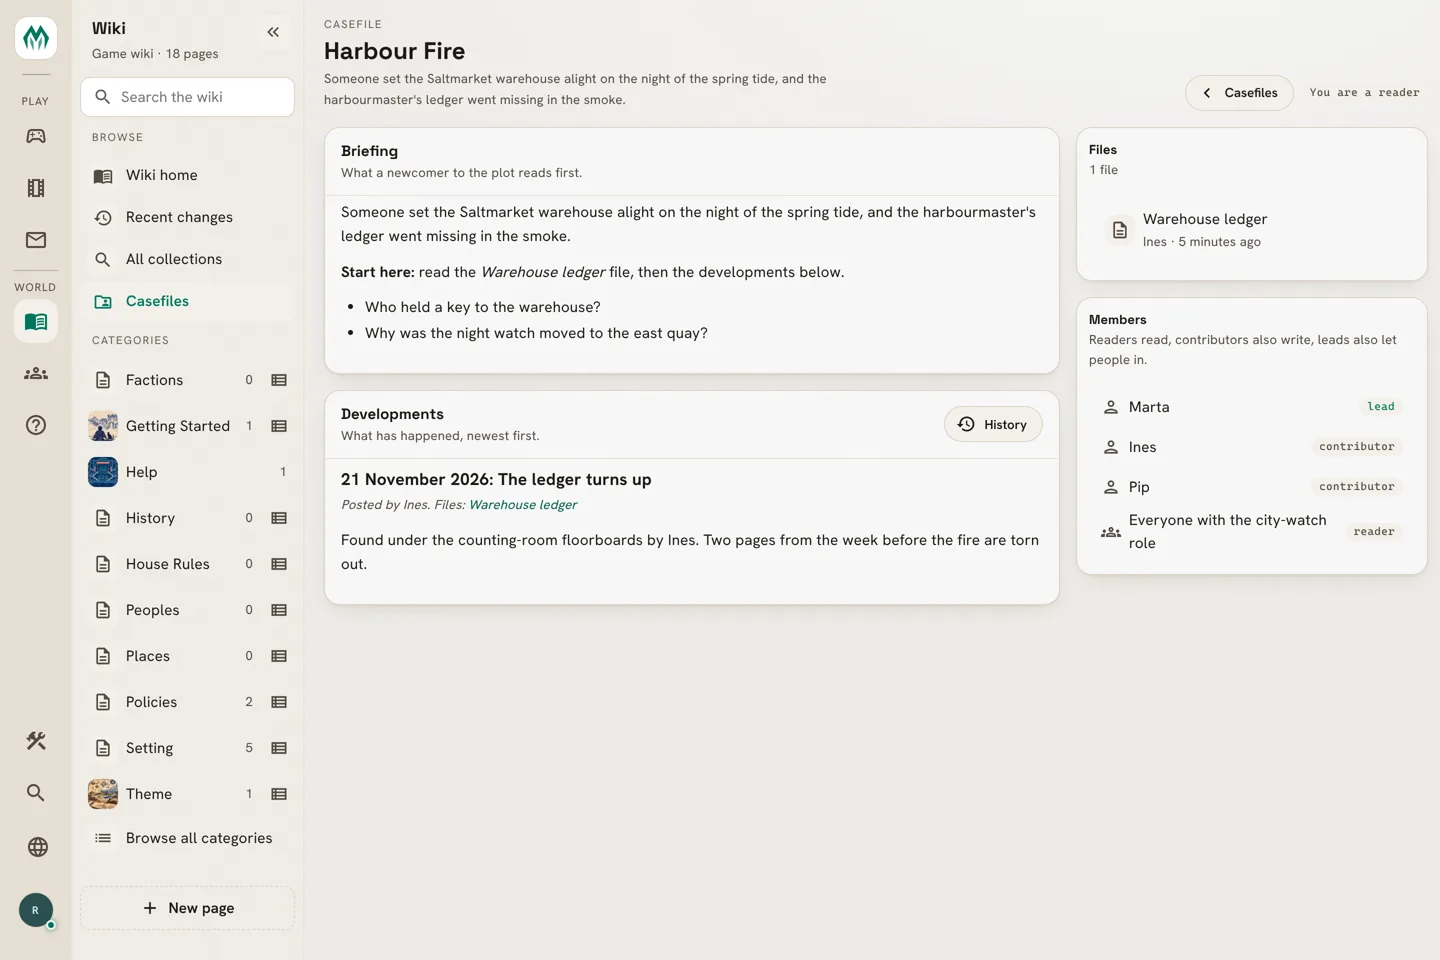 PLAY
WORLD
R
Wiki
Game wiki · 18 pages
Search the wiki
BROWSE
Wiki home
Recent changes
All collections
Casefiles
CATEGORIES
Factions 0
Getting Started 1
Help 1
History 0
House Rules 0
Peoples 0
Places 0
Policies 2
Setting 5
Theme 1
Browse all categories
New page
CASEFILE
Harbour Fire
Someone set the Saltmarket warehouse alight on the night of the spring tide, and the
harbourmaster's ledger went missing in the smoke.
Casefiles
You are a reader
Briefing
What a newcomer to the plot reads first.
Someone set the Saltmarket warehouse alight on the night of the spring tide, and the harbourmaster's
ledger went missing in the smoke.
Start here: read the Warehouse ledger file, then the developments below.
• Who held a key to the warehouse?
• Why was the night watch moved to the east quay?
Developments
What has happened, newest first.
History
21 November 2026: The ledger turns up
Posted by Ines. Files: Warehouse ledger
Found under the counting-room floorboards by Ines. Two pages from the week before the fire are torn
out.
Files
1 file
Warehouse ledger
Ines · 5 minutes ago
Members
Readers read, contributors also write, leads also let
people in.
Marta lead
Ines contributor
Pip contributor
Everyone with the city-watch
role reader